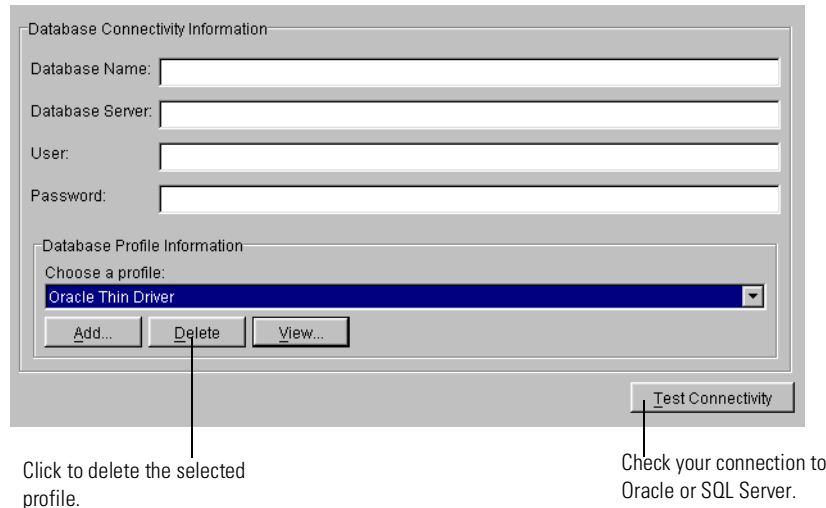 Database Connectivity Information
Database Name:
Database Server:
User:
Password:
Database Profile Information
Choose a profile:
Oracle Thin Driver
Add... Delete View...
Test Connectivity
Click to delete the selected
profile.
Check your connection to
Oracle or SQL Server.